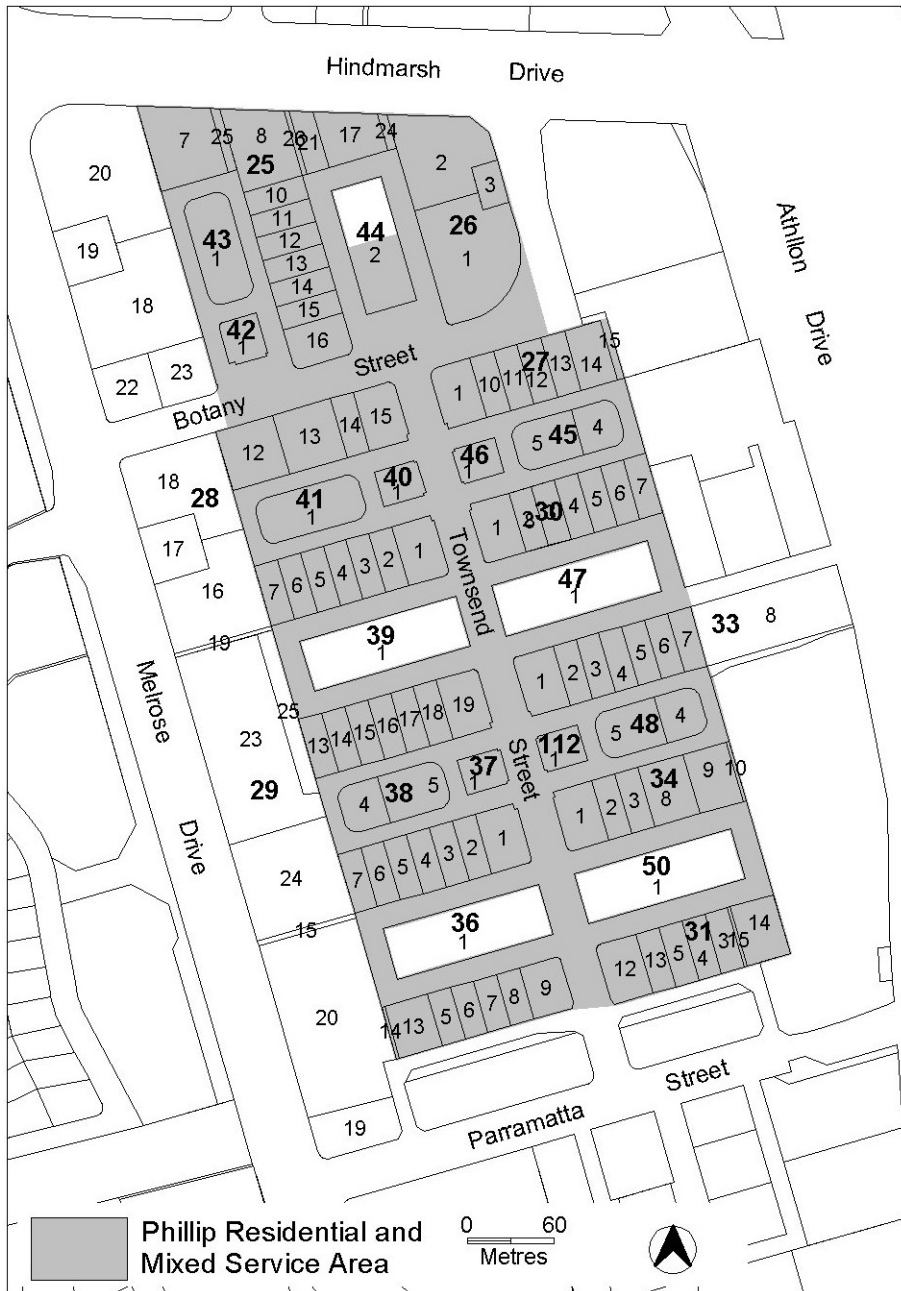 Hindmarsh Drive
7 25 8 26 21 17 24
20 25 2
10 3
11 44 26
19 43 12 2 1
1 13
18 14
42 15
1 16
22 23
Athllon
Drive
Botany Street
27 15
1 10 11 12 13 14
12 13 14 15
18 28
41 40 46 5 45 4
1 1 1
17
30
1 3 4 5 6 7
16
7 6 5 4 3 2 1
Townsend
47
1
19
39
1
33 8
1 2 3 4 5 6 7
Melrose
25
13 14 15 16 17 18 19
23
29
Street
37 112 5 48 4
1 1
4 38 5
34
1 2 3 8 9 10
Drive
24
7 6 5 4 3 2 1
50
1
15
36
1
31
12 13 5 4 3 15 14
20
14 13 5 6 7 8 9
19
Parramatta Street
Phillip Residential and
Mixed Service Area
0 60
Metres